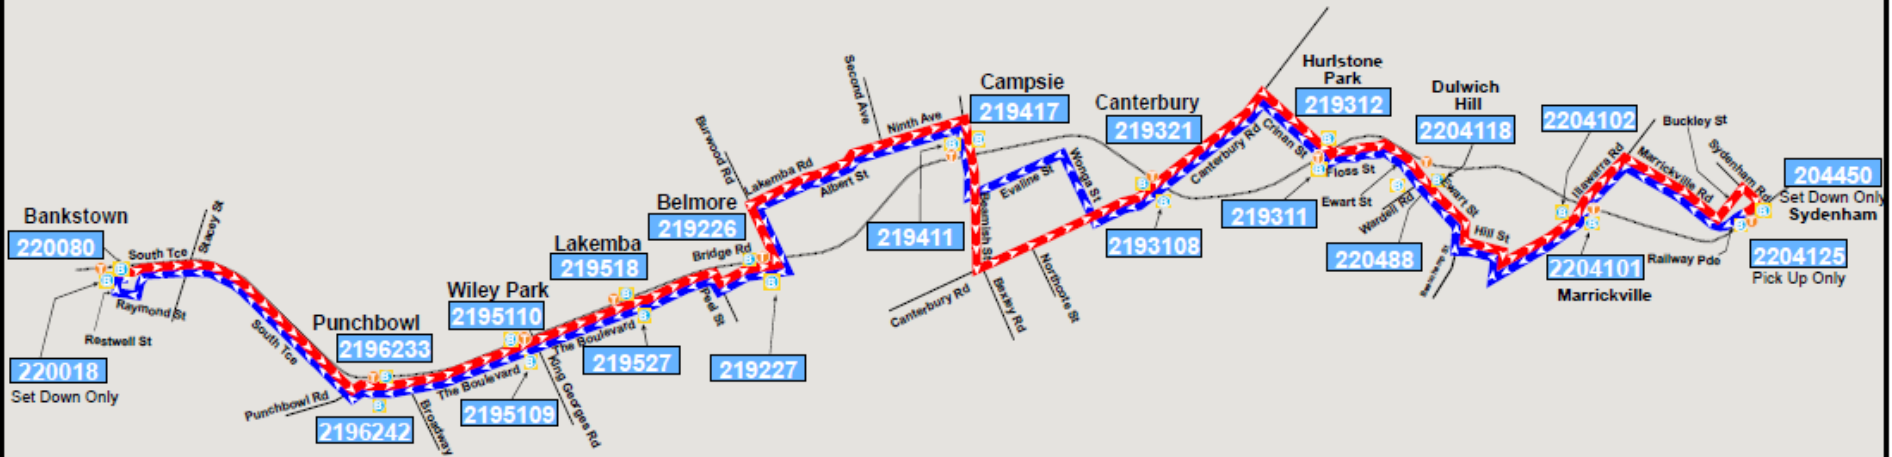 Bankstown
220080
South Tce
Stacey St
Raymond St
Restwell St
220018
Set Down Only
South Tce
Punchbowl
2196233
Punchbowl Rd
2196242
The Boulevard
Broadway
Wiley Park
2195110
2195109
King Georges Rd
Lakemba
219518
The Boulevard
219527
Belmore
219226
Bridge Rd
Peel St
219227
Burwood Rd
Lakemba Rd
Albert St
Second Ave
Ninth Ave
Campsie
219417
219411
Beamish St
Evaline St
Wonga St
Canterbury Rd
Bexley Rd
Northcote St
Canterbury
219321
2193108
Canterbury Rd
Crinan St
Hurlstone
Park
219312
219311
Floss St
Ewart St
Wardell Rd
220488
Dulwich
Hill
2204118
Ewart St
Beauchamp St
Hill St
2204102
2204101
Marrickville
Illawarra Rd
Marrickville Rd
Buckley St
Sydenham Rd
Railway Pde
204450
Set Down Only
Sydenham
2204125
Pick Up Only